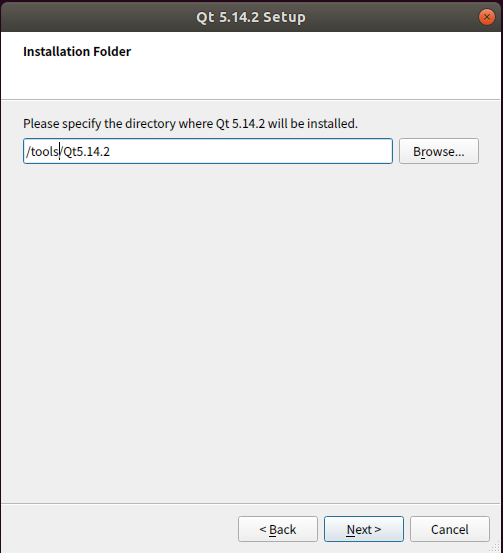 Qt 5.14.2 Setup
Installation Folder
Please specify the directory where Qt 5.14.2 will be installed.
/tools/Qt5.14.2
Browse...
< Back
Next >
Cancel